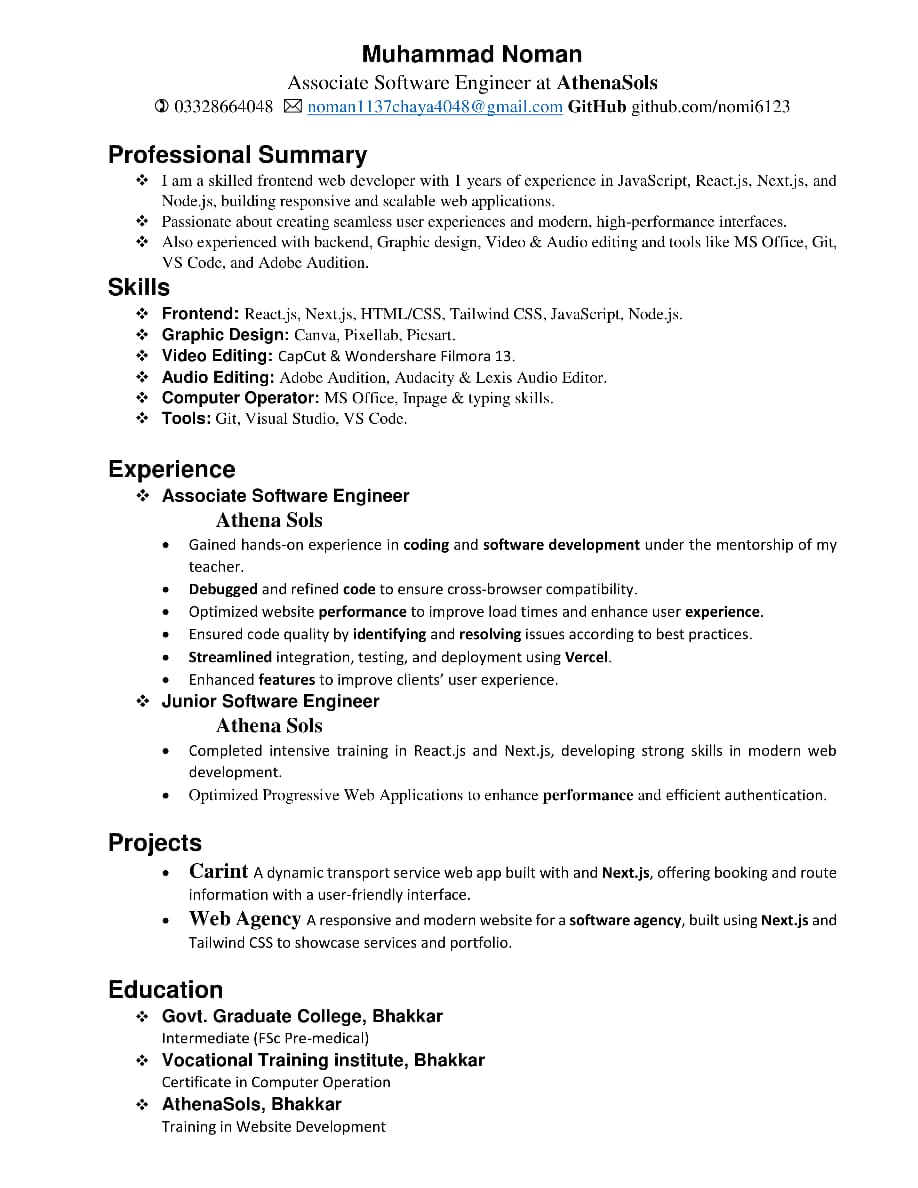 Muhammad Noman
Associate Software Engineer at AthenaSols
✆ 03328664048 ✉ noman1137chaya4048@gmail.com GitHub github.com/nomi6123
Professional Summary
❖ I am a skilled frontend web developer with 1 years of experience in JavaScript, React.js, Next.js, and
Node.js, building responsive and scalable web applications.
❖ Passionate about creating seamless user experiences and modern, high-performance interfaces.
❖ Also experienced with backend, Graphic design, Video & Audio editing and tools like MS Office, Git,
VS Code, and Adobe Audition.
Skills
❖ Frontend: React.js, Next.js, HTML/CSS, Tailwind CSS, JavaScript, Node.js.
❖ Graphic Design: Canva, Pixellab, Picsart.
❖ Video Editing: CapCut & Wondershare Filmora 13.
❖ Audio Editing: Adobe Audition, Audacity & Lexis Audio Editor.
❖ Computer Operator: MS Office, Inpage & typing skills.
❖ Tools: Git, Visual Studio, VS Code.
Experience
❖ Associate Software Engineer
Athena Sols
• Gained hands-on experience in coding and software development under the mentorship of my
teacher.
• Debugged and refined code to ensure cross-browser compatibility.
• Optimized website performance to improve load times and enhance user experience.
• Ensured code quality by identifying and resolving issues according to best practices.
• Streamlined integration, testing, and deployment using Vercel.
• Enhanced features to improve clients’ user experience.
❖ Junior Software Engineer
Athena Sols
• Completed intensive training in React.js and Next.js, developing strong skills in modern web
development.
• Optimized Progressive Web Applications to enhance performance and efficient authentication.
Projects
• Carint A dynamic transport service web app built with and Next.js, offering booking and route
information with a user-friendly interface.
• Web Agency A responsive and modern website for a software agency, built using Next.js and
Tailwind CSS to showcase services and portfolio.
Education
❖ Govt. Graduate College, Bhakkar
Intermediate (FSc Pre-medical)
❖ Vocational Training institute, Bhakkar
Certificate in Computer Operation
❖ AthenaSols, Bhakkar
Training in Website Development